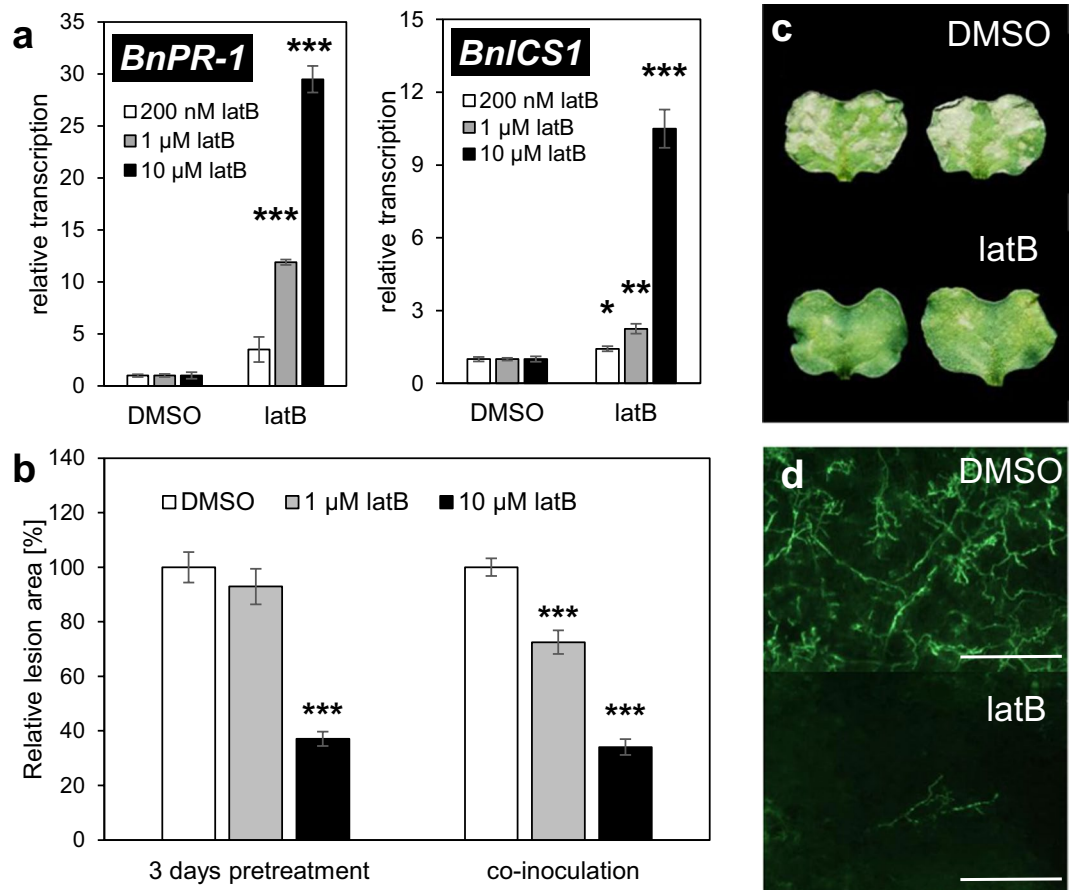 a
BnPR-1
200 nM latB
1 µM latB
10 µM latB
***
***
relative transcription
35
30
25
20
15
10
5
0
DMSO
latB
BnICS1
200 nM latB
1 µM latB
10 µM latB
*
**
***
relative transcription
15
12
9
6
3
0
DMSO
latB
c
DMSO
latB
b
Relative lesion area [%]
140
120
100
80
60
40
20
0
DMSO
1 µM latB
10 µM latB
***
***
***
3 days pretreatment
co-inoculation
d
DMSO
latB